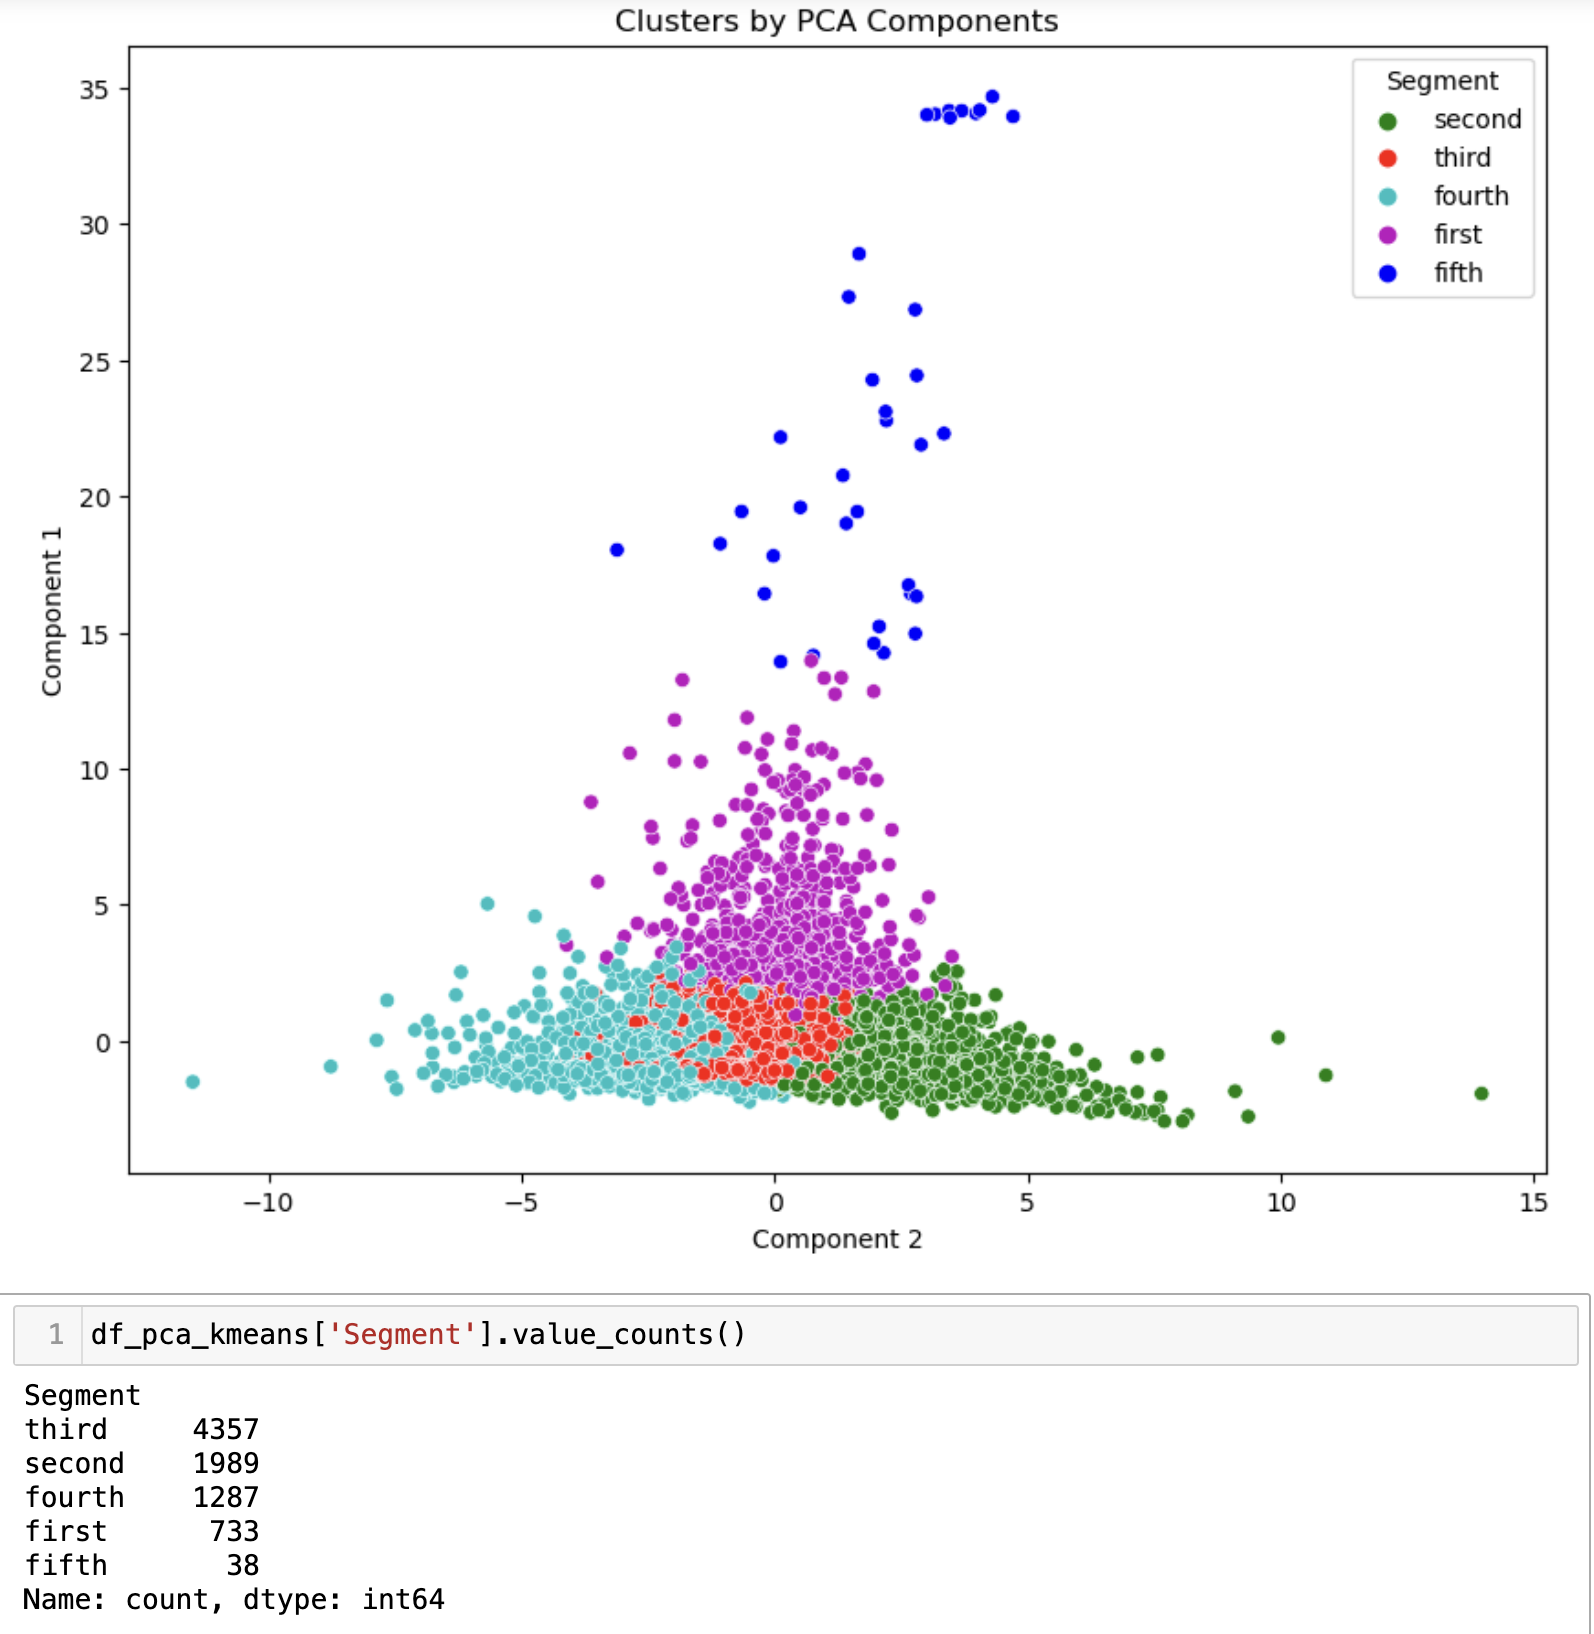 Clusters by PCA Components
35
30
25
20
15
10
5
0
Component 1
Segment
second
third
fourth
first
fifth
−10
−5
0
5
10
15
Component 2
1 df_pca_kmeans['Segment'].value_counts()
Segment
third 4357
second 1989
fourth 1287
first 733
fifth 38
Name: count, dtype: int64